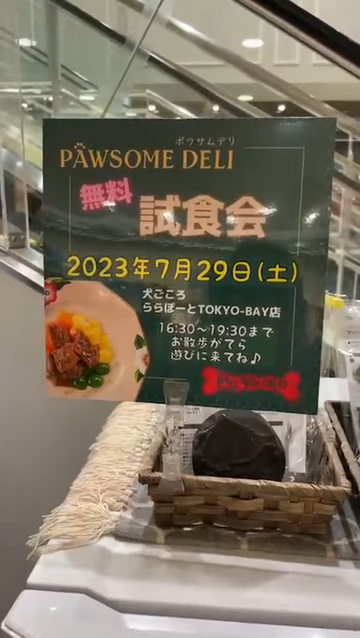 ポウサムデリ
PAWSOME DELI
無料
試食会
2023年7月29日(土)
犬ごころ
ららぽーとTOKYO-BAY店
16:30～19:30まで
お散歩がてら
遊びに来てね♪